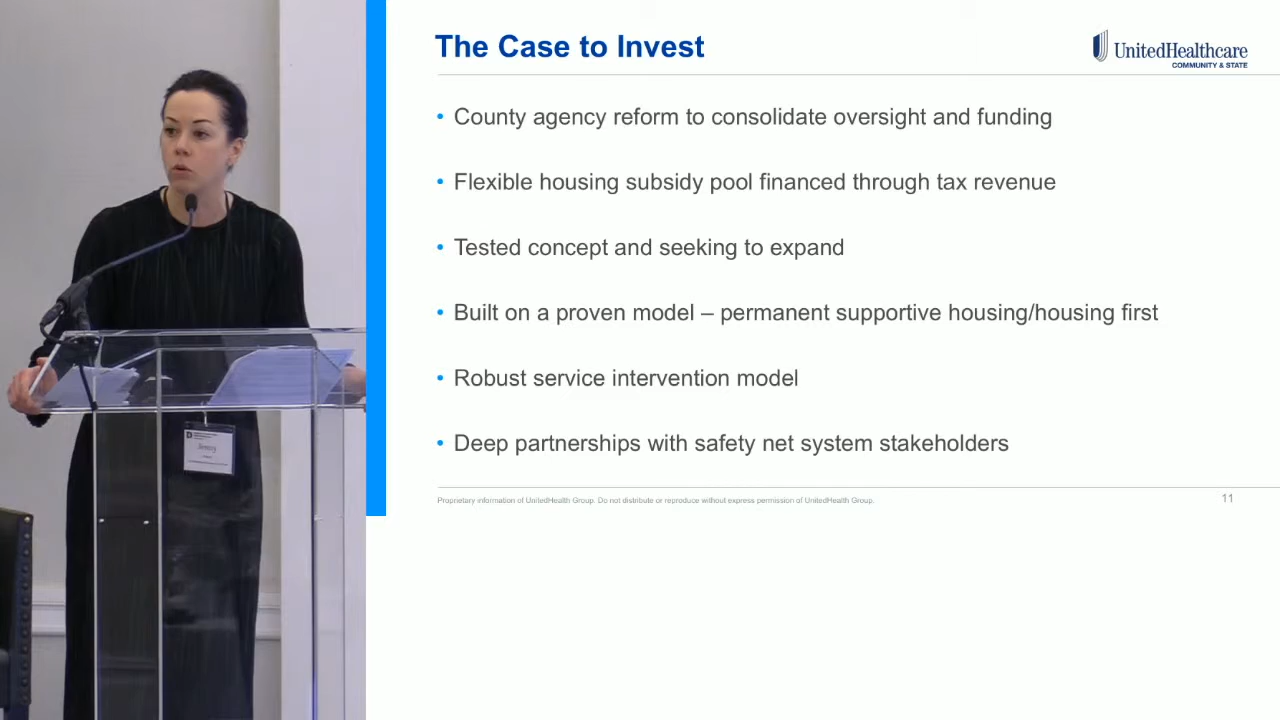 The Case to Invest
UnitedHealthcare
COMMUNITY & STATE
• County agency reform to consolidate oversight and funding
• Flexible housing subsidy pool financed through tax revenue
• Tested concept and seeking to expand
• Built on a proven model – permanent supportive housing/housing first
• Robust service intervention model
• Deep partnerships with safety net system stakeholders
Proprietary information of UnitedHealth Group. Do not distribute or reproduce without express permission of UnitedHealth Group.
11